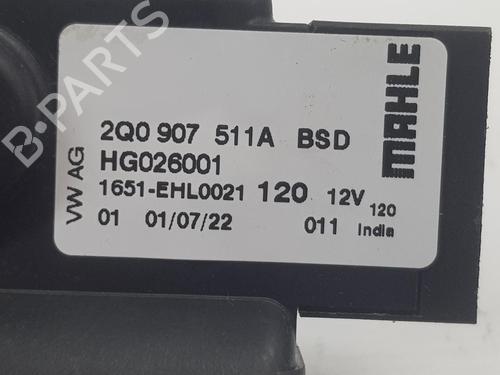 B-PARTS
MAHLE
VW AG
2Q0 907 511A BSD
HG026001
1651-EHL0021 120 12V 120
01 01/07/22 011 India